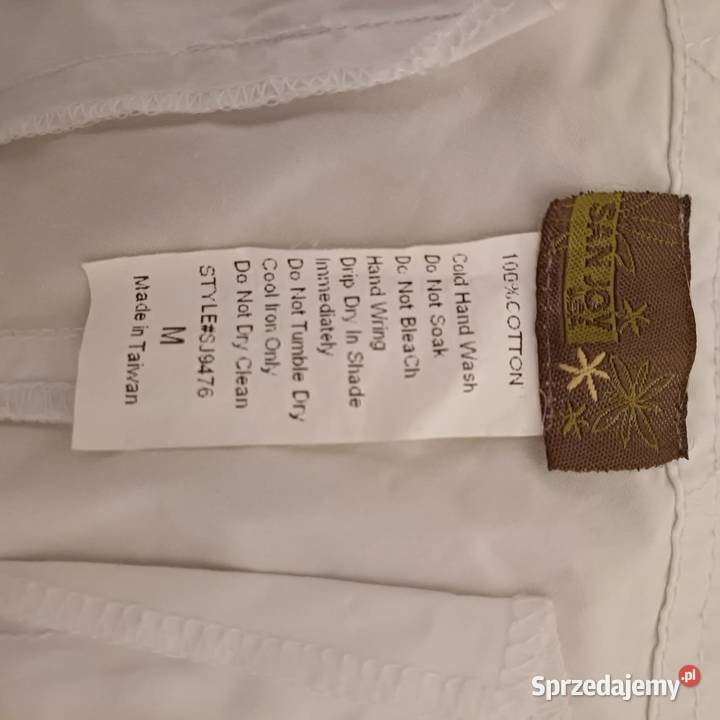 SAN JOY
100%COTTON
Cold Hand Wash
Do Not Soak
Do Not BleaCh
Hand Wring
Drip Dry In Shade
Immediately
Do Not Tumble Dry
Cool Iron Only
Do Not Dry Clean
STYLE#SJ9476
M
Made in Taiwan
Sprzedajemy.pl